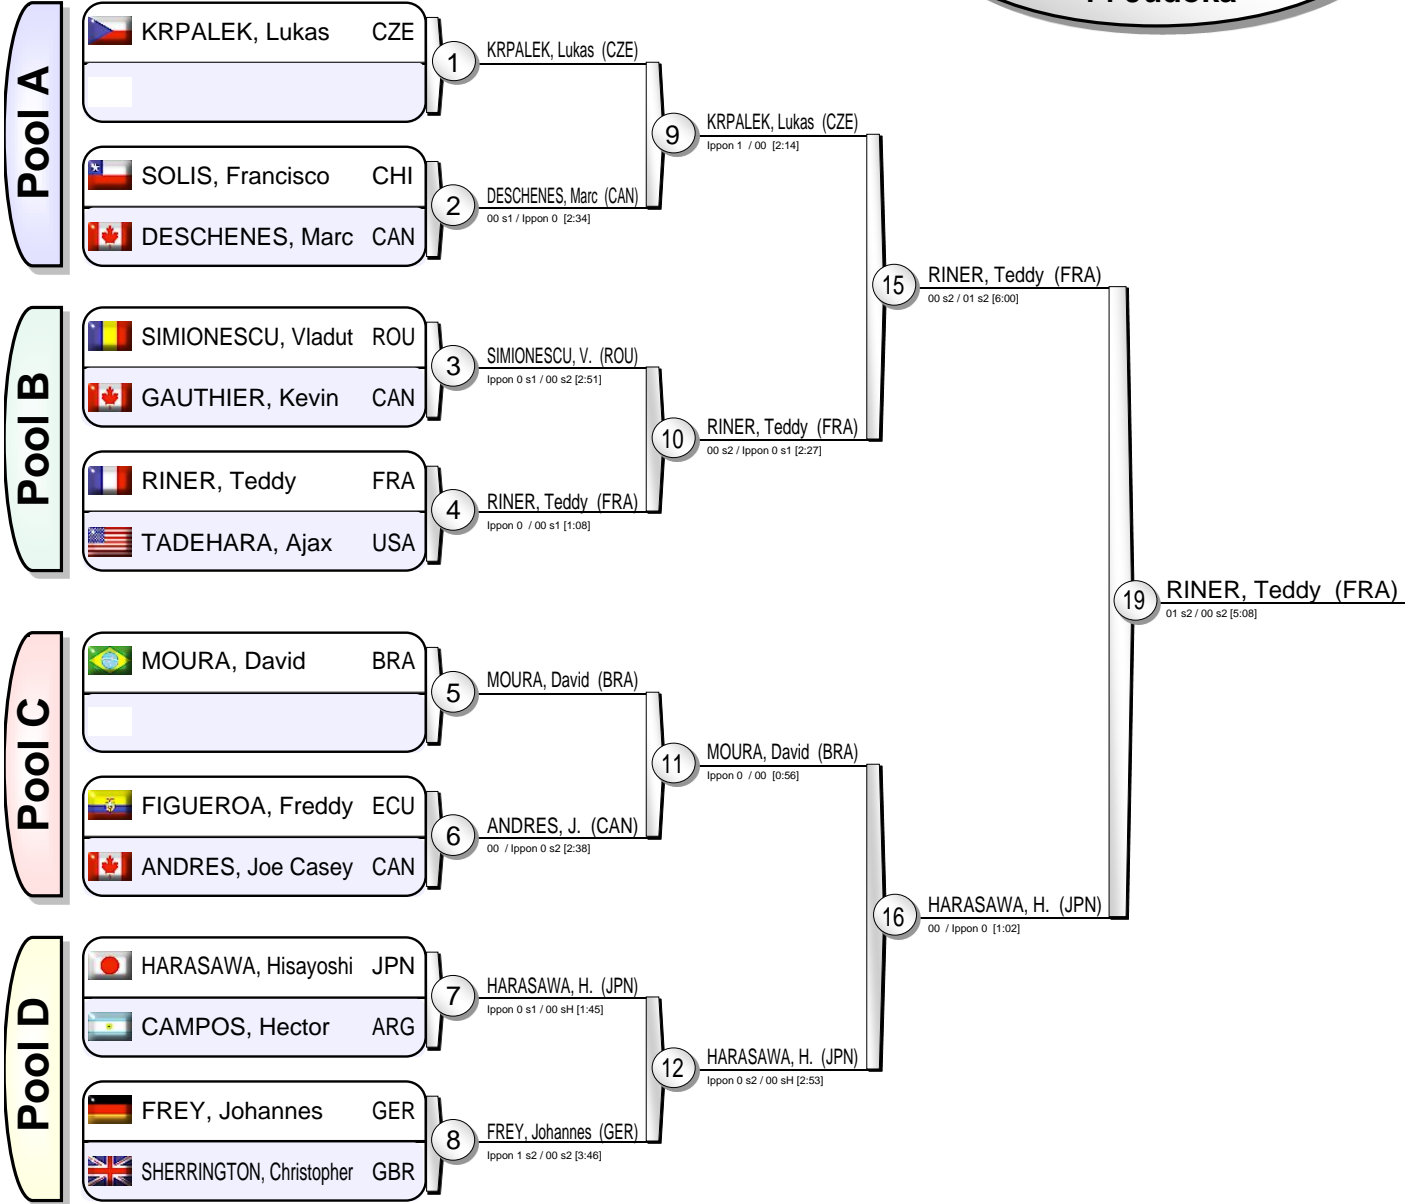 Pool A
KRPALEK, Lukas CZE
1
KRPALEK, Lukas (CZE)
SOLIS, Francisco CHI
DESCHENES, Marc CAN
2
DESCHENES, Marc (CAN)
00 s1 / Ippon 0 [2:34]
9
KRPALEK, Lukas (CZE)
Ippon 1 / 00 [2:14]
Pool B
SIMIONESCU, Vladut ROU
GAUTHIER, Kevin CAN
3
SIMIONESCU, V. (ROU)
Ippon 0 s1 / 00 s2 [2:51]
RINER, Teddy FRA
TADEHARA, Ajax USA
4
RINER, Teddy (FRA)
Ippon 0 / 00 s1 [1:08]
10
RINER, Teddy (FRA)
00 s2 / Ippon 0 s1 [2:27]
15
RINER, Teddy (FRA)
00 s2 / 01 s2 [6:00]
Pool C
MOURA, David BRA
5
MOURA, David (BRA)
FIGUEROA, Freddy ECU
ANDRES, Joe Casey CAN
6
ANDRES, J. (CAN)
00 / Ippon 0 s2 [2:38]
11
MOURA, David (BRA)
Ippon 0 / 00 [0:56]
Pool D
HARASAWA, Hisayoshi JPN
CAMPOS, Hector ARG
7
HARASAWA, H. (JPN)
Ippon 0 s1 / 00 sH [1:45]
FREY, Johannes GER
SHERRINGTON, Christopher GBR
8
FREY, Johannes (GER)
Ippon 1 s2 / 00 s2 [3:46]
12
HARASAWA, H. (JPN)
Ippon 0 s2 / 00 sH [2:53]
16
HARASAWA, H. (JPN)
00 / Ippon 0 [1:02]
19
RINER, Teddy (FRA)
01 s2 / 00 s2 [5:08]